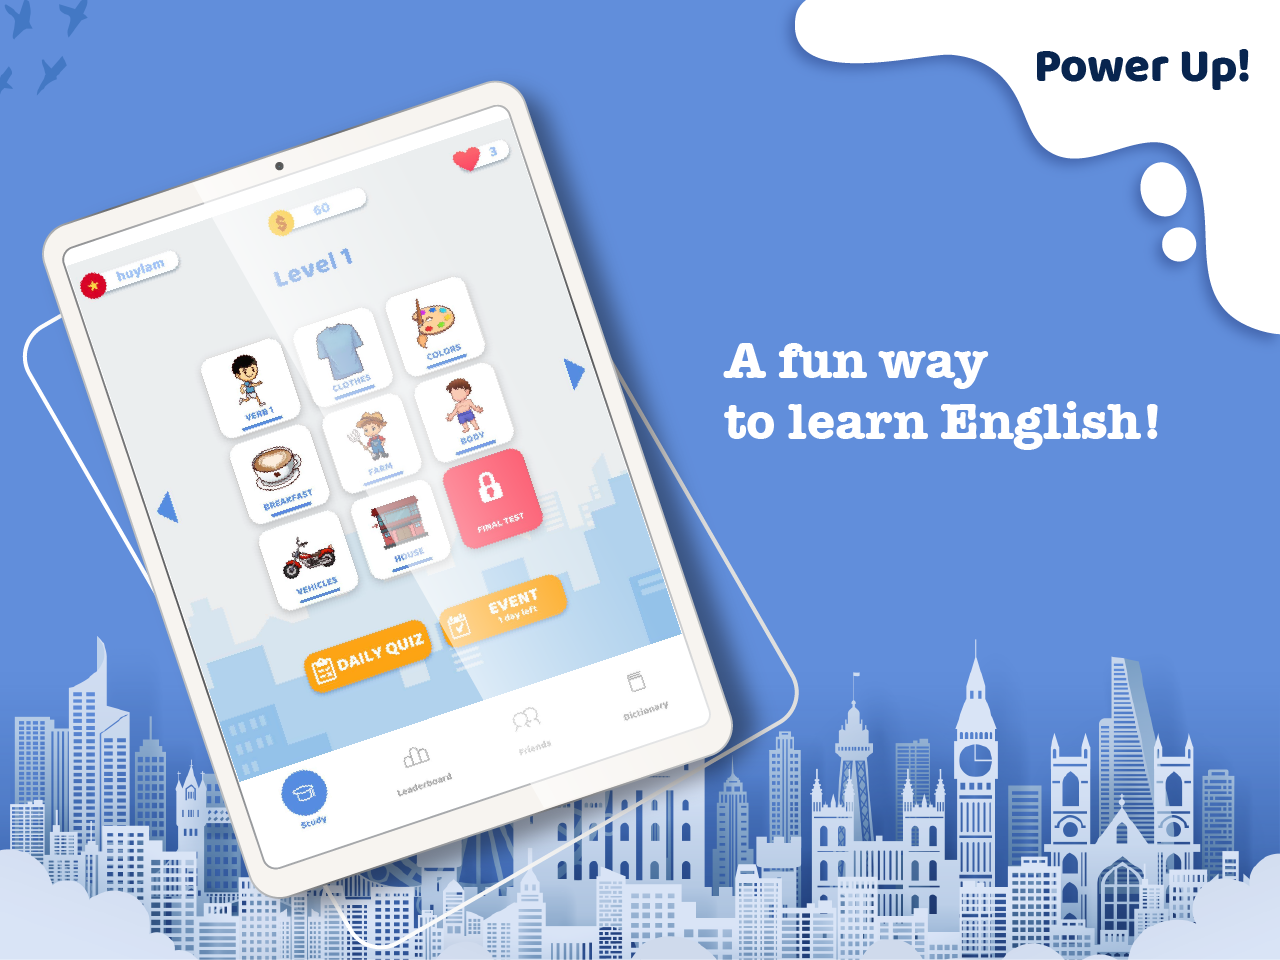 Power Up!
A fun way
to learn English!
3
60
huylam
Level 1
VERB 1
CLOTHES
COLORS
BREAKFAST
FARM
BODY
VEHICLES
HOUSE
FINAL TEST
DAILY QUIZ
EVENT
1 day left
Study
Leaderboard
Friends
Dictionary